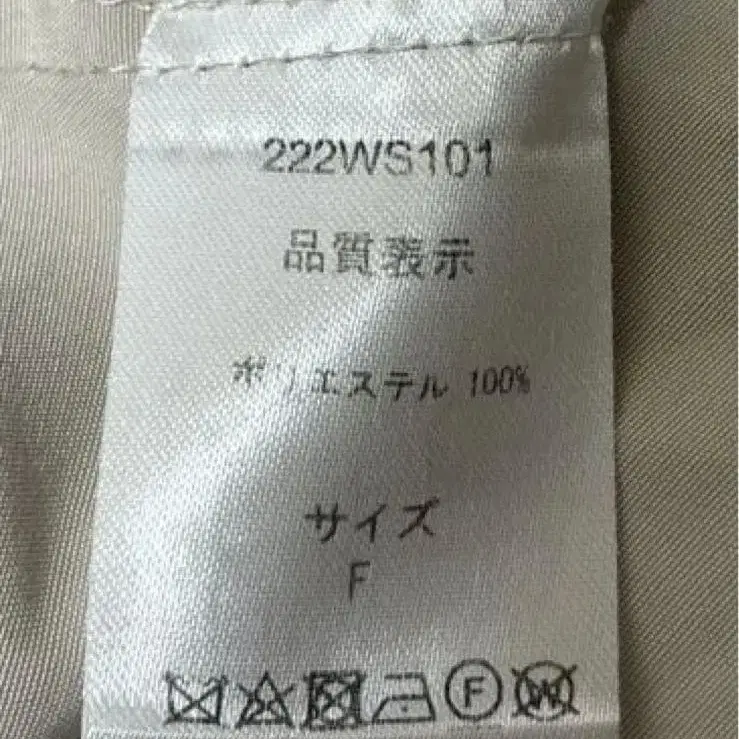 222WS101
品質表示
ポリエステル 100%
サイズ
F
F W